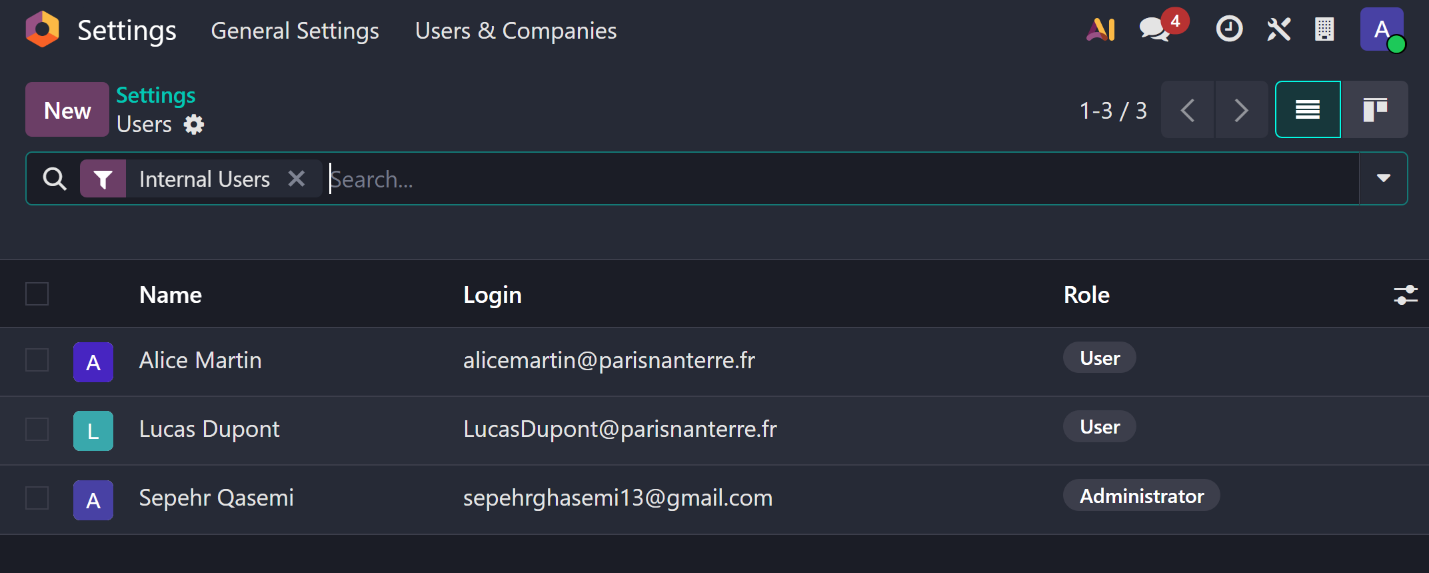 Settings General Settings Users & Companies AI 4 A
New Settings 1-3 / 3
Users
Internal Users Search...
Name Login Role
A Alice Martin alicemartin@parisnanterre.fr User
L Lucas Dupont LucasDupont@parisnanterre.fr User
A Sepehr Qasemi sepehrghasemi13@gmail.com Administrator